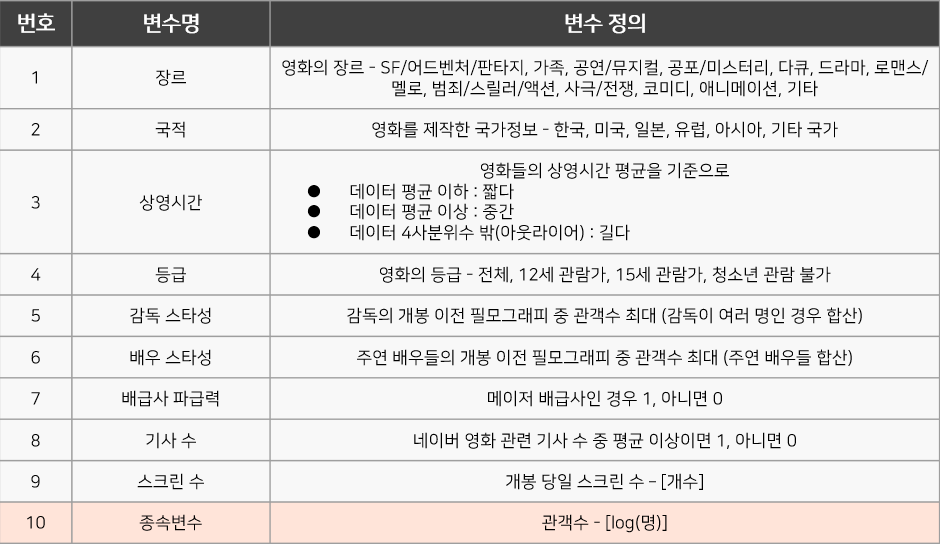 번호 변수명 변수 정의
1 장르 영화의 장르 - SF/어드벤처/판타지, 가족, 공연/뮤지컬, 공포/미스터리, 다큐, 드라마, 로맨스/
멜로, 범죄/스릴러/액션, 사극/전쟁, 코미디, 애니메이션, 기타
2 국적 영화를 제작한 국가정보 - 한국, 미국, 일본, 유럽, 아시아, 기타 국가
3 상영시간 영화들의 상영시간 평균을 기준으로
● 데이터 평균 이하 : 짧다
● 데이터 평균 이상 : 중간
● 데이터 4사분위수 밖(아웃라이어) : 길다
4 등급 영화의 등급 - 전체, 12세 관람가, 15세 관람가, 청소년 관람 불가
5 감독 스타성 감독의 개봉 이전 필모그래피 중 관객수 최대 (감독이 여러 명인 경우 합산)
6 배우 스타성 주연 배우들의 개봉 이전 필모그래피 중 관객수 최대 (주연 배우들 합산)
7 배급사 파급력 메이저 배급사인 경우 1, 아니면 0
8 기사 수 네이버 영화 관련 기사 수 중 평균 이상이면 1, 아니면 0
9 스크린 수 개봉 당일 스크린 수 – [개수]
10 종속변수 관객수 - [log(명)]